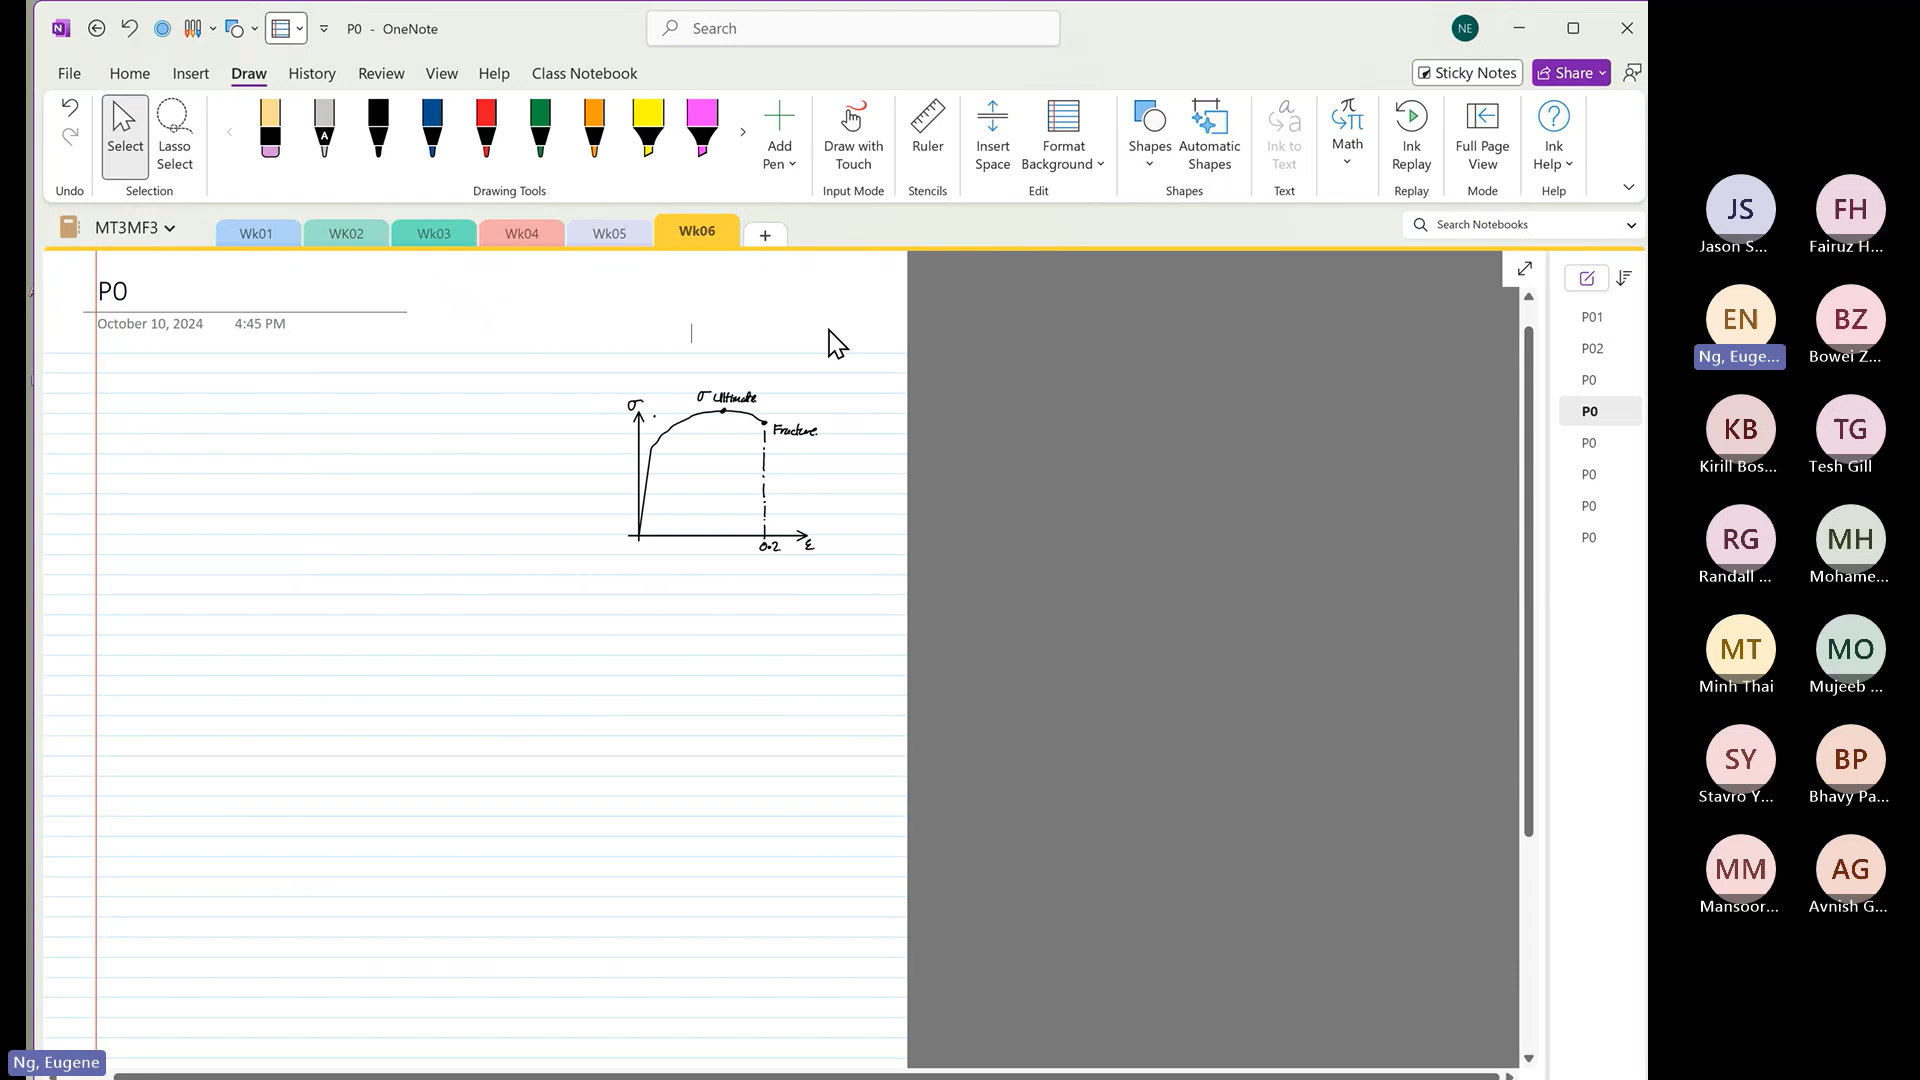 P0 - OneNote
Search
NE
File Home Insert Draw History Review View Help Class Notebook
Sticky Notes
Share
Select
Lasso Select
A
Add Pen
Draw with Touch
Ruler
Insert Space
Format Background
Shapes
Automatic Shapes
Ink to Text
Math
Ink Replay
Full Page View
Ink Help
Undo
Selection
Drawing Tools
Input Mode
Stencils
Edit
Shapes
Text
Replay
Mode
Help
MT3MF3
Wk01
WK02
Wk03
Wk04
Wk05
Wk06
Search Notebooks
P0
October 10, 2024 4:45 PM
σ
σ Ultimate
Fracture
0.2 ε
P01
P02
P0
P0
P0
P0
P0
P0
JS
Jason S...
FH
Fairuz H...
EN
Ng, Euge...
BZ
Bowei Z...
KB
Kirill Bos...
TG
Tesh Gill
RG
Randall ...
MH
Mohame...
MT
Minh Thai
MO
Mujeeb ...
SY
Stavro Y...
BP
Bhavy Pa...
MM
Mansoor...
AG
Avnish G...
Ng, Eugene